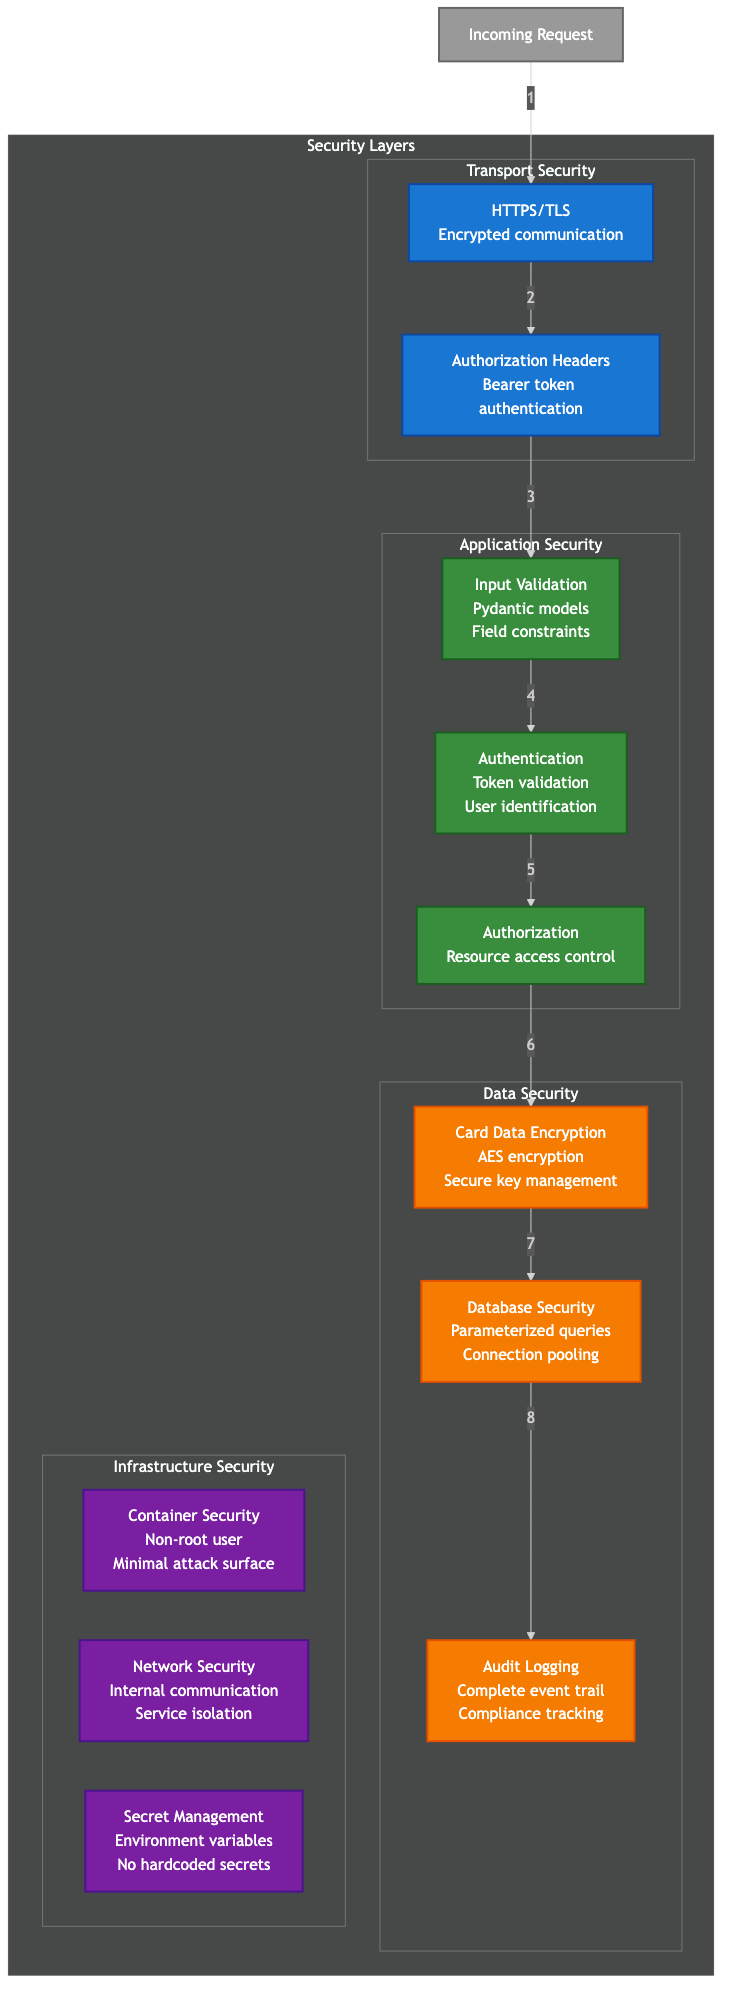 Incoming Request
1
Security Layers
Transport Security
HTTPS/TLS
Encrypted communication
2
Authorization Headers
Bearer token
authentication
3
Application Security
Input Validation
Pydantic models
Field constraints
4
Authentication
Token validation
User identification
5
Authorization
Resource access control
6
Data Security
Card Data Encryption
AES encryption
Secure key management
7
Database Security
Parameterized queries
Connection pooling
8
Audit Logging
Complete event trail
Compliance tracking
Infrastructure Security
Container Security
Non-root user
Minimal attack surface
Network Security
Internal communication
Service isolation
Secret Management
Environment variables
No hardcoded secrets